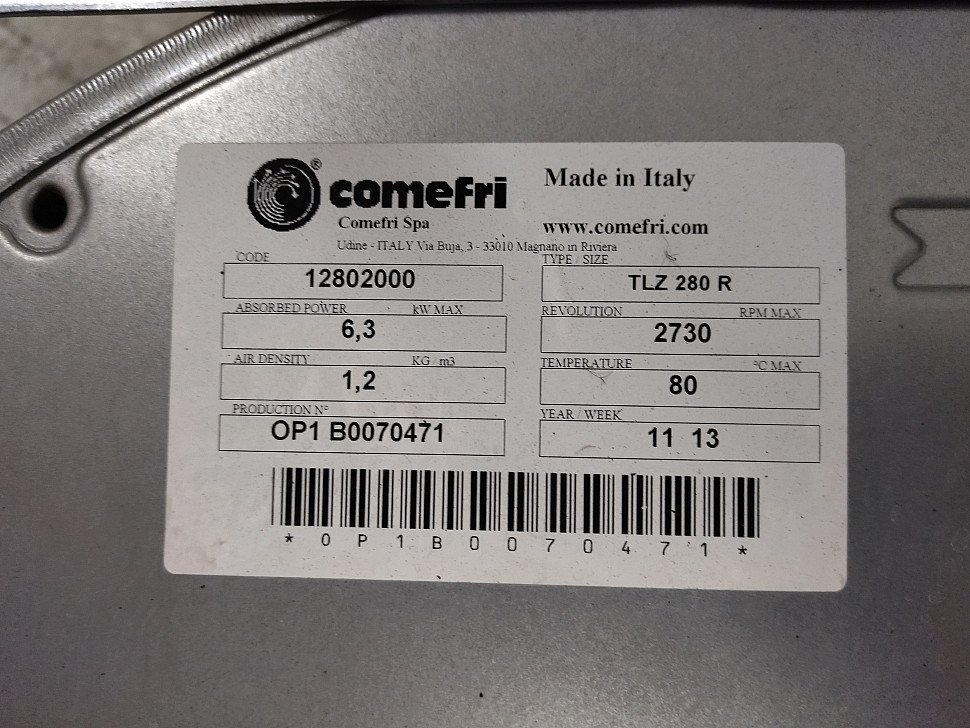 comefri ®
Made in Italy
Comefri Spa
www.comefri.com
Udine - ITALY Via Buja, 3 - 33010 Magnano in Riviera
CODE
12802000
TYPE / SIZE
TLZ 280 R
ABSORBED POWER kW MAX
6,3
REVOLUTION RPM MAX
2730
AIR DENSITY KG / m3
1,2
TEMPERATURE °C MAX
80
PRODUCTION N°
OP1 B0070471
YEAR / WEEK
11 13
* 0 P 1 B 0 0 7 0 4 7 1 *